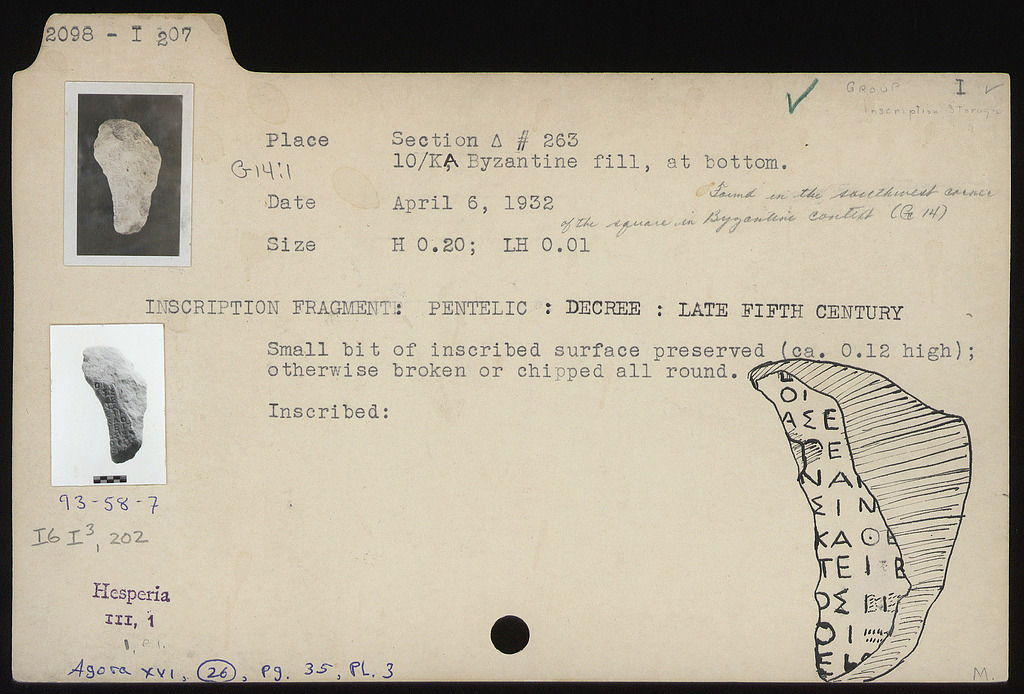 2098 - I 207
GROUP I
Inscription Storage
Place Section Δ # 263
10/KA Byzantine fill, at bottom.
G14:1
Found in the southwest corner
of the square in Byzantine context (G 14)
Date April 6, 1932
Size H 0.20; LH 0.01
INSCRIPTION FRAGMENT: PENTELIC : DECREE : LATE FIFTH CENTURY
Small bit of inscribed surface preserved (ca. 0.12 high);
otherwise broken or chipped all round.
Inscribed:
ΟΙ
ΑΣΕ
ΡΕ
ΝΑΙ
ΣΙΝ
ΚΑΘΕ
ΤΕΙΕ
ΟΣ
ΟΙ
93-58-7
IG I³, 202
Hesperia
III, 1
Agora XVI, 26, pg. 35, Pl. 3
M.